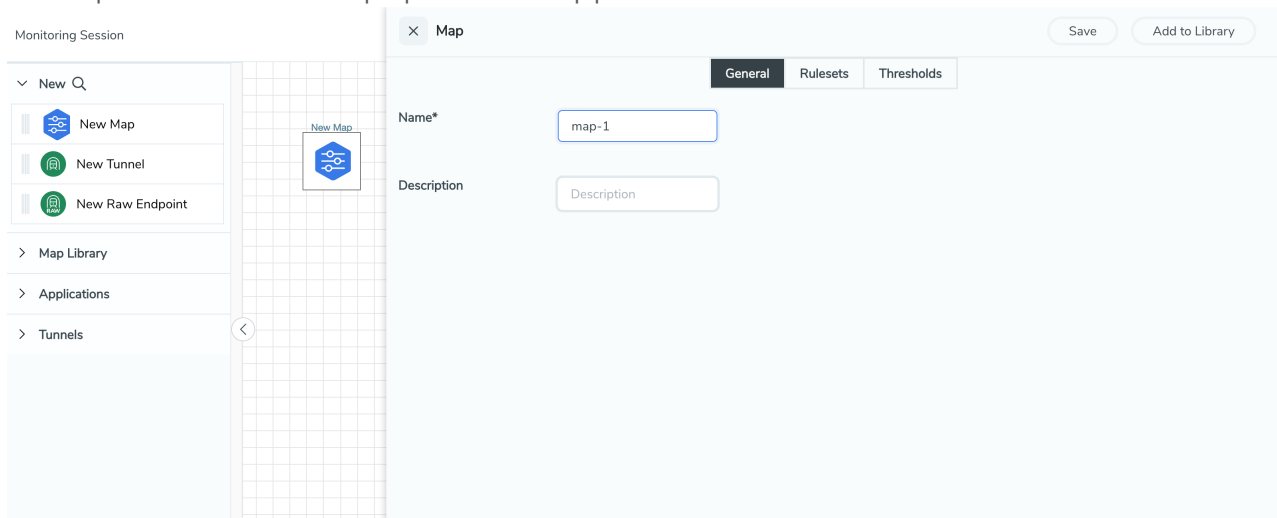 Monitoring Session
New
New Map
New Tunnel
RAW
New Raw Endpoint
Map Library
Applications
Tunnels
New Map
Map
Save
Add to Library
General
Rulesets
Thresholds
Name*
map-1
Description
Description